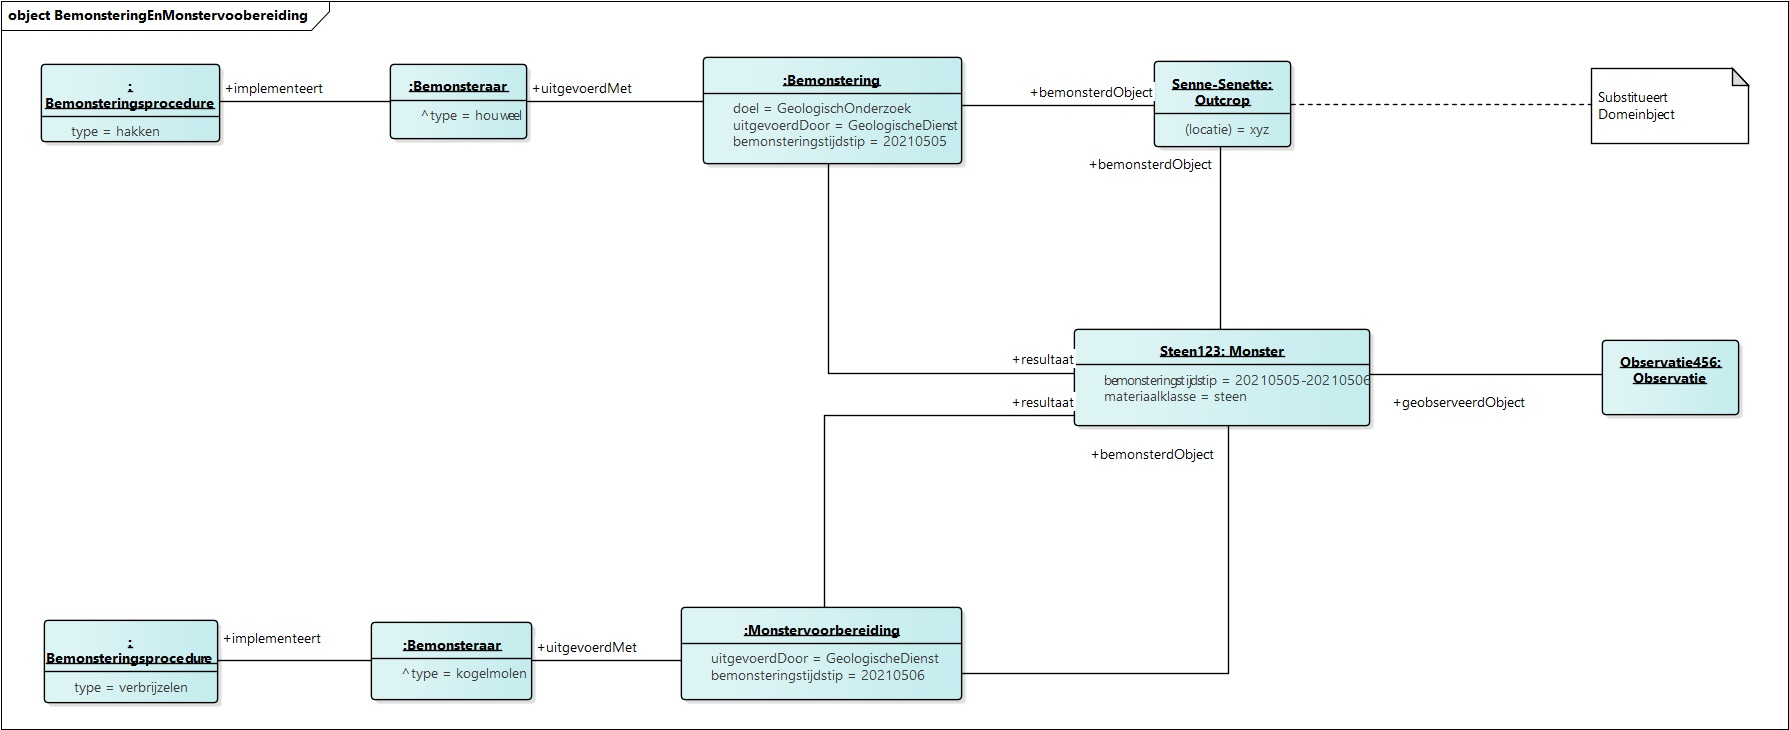 object BemonsteringEnMonstervoobereiding
:
Bemonsteringsprocedure
type = hakken
+implementeert
:Bemonsteraar
^type = houweel
+uitgevoerdMet
:Bemonstering
doel = GeologischOnderzoek
uitgevoerdDoor = GeologischeDienst
bemonsteringstijdstip = 20210505
+bemonsterdObject
Senne-Senette:
Outcrop
(locatie) = xyz
Substitueert
Domeinbject
+bemonsterdObject
+resultaat
Steen123: Monster
bemonsteringstijdstip = 20210505-20210506
materiaalklasse = steen
+resultaat
+geobserveerdObject
Observatie456:
Observatie
+bemonsterdObject
:
Bemonsteringsprocedure
type = verbrijzelen
+implementeert
:Bemonsteraar
^type = kogelmolen
+uitgevoerdMet
:Monstervoorbereiding
uitgevoerdDoor = GeologischeDienst
bemonsteringstijdstip = 20210506